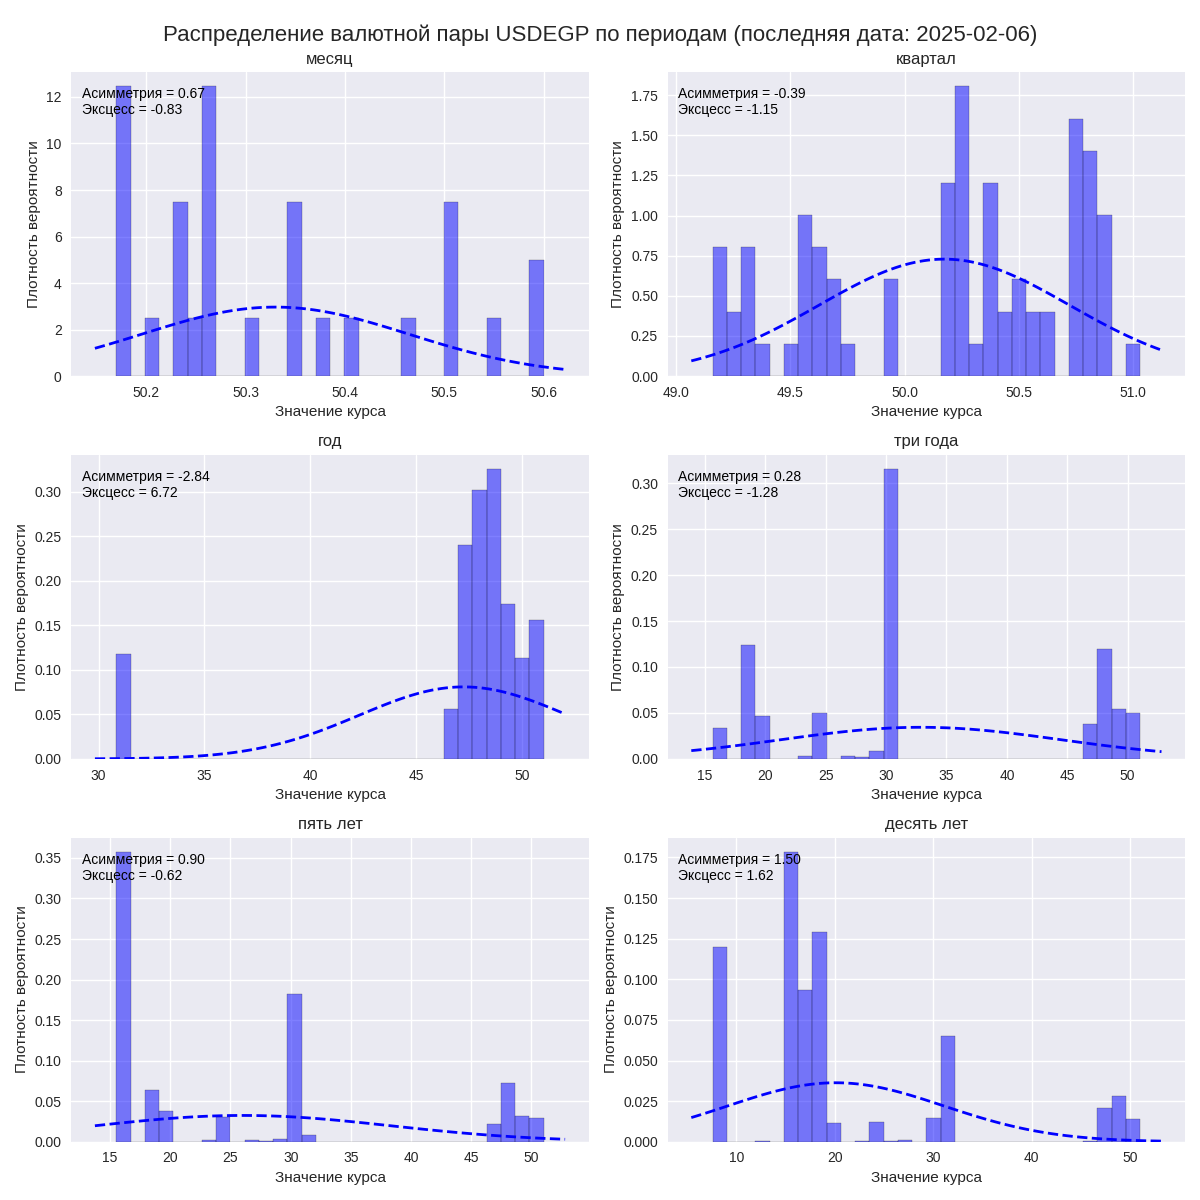 Распределение валютной пары USDEGP по периодам (последняя дата: 2025-02-06)
месяц
Асимметрия = 0.67
Эксцесс = -0.83
Плотность вероятности
12
10
8
6
4
2
0
50.2 50.3 50.4 50.5 50.6
Значение курса
квартал
Асимметрия = -0.39
Эксцесс = -1.15
Плотность вероятности
1.75
1.50
1.25
1.00
0.75
0.50
0.25
0.00
49.0 49.5 50.0 50.5 51.0
Значение курса
год
Асимметрия = -2.84
Эксцесс = 6.72
Плотность вероятности
0.30
0.25
0.20
0.15
0.10
0.05
0.00
30 35 40 45 50
Значение курса
три года
Асимметрия = 0.28
Эксцесс = -1.28
Плотность вероятности
0.30
0.25
0.20
0.15
0.10
0.05
0.00
15 20 25 30 35 40 45 50
Значение курса
пять лет
Асимметрия = 0.90
Эксцесс = -0.62
Плотность вероятности
0.35
0.30
0.25
0.20
0.15
0.10
0.05
0.00
15 20 25 30 35 40 45 50
Значение курса
десять лет
Асимметрия = 1.50
Эксцесс = 1.62
Плотность вероятности
0.175
0.150
0.125
0.100
0.075
0.050
0.025
0.000
10 20 30 40 50
Значение курса